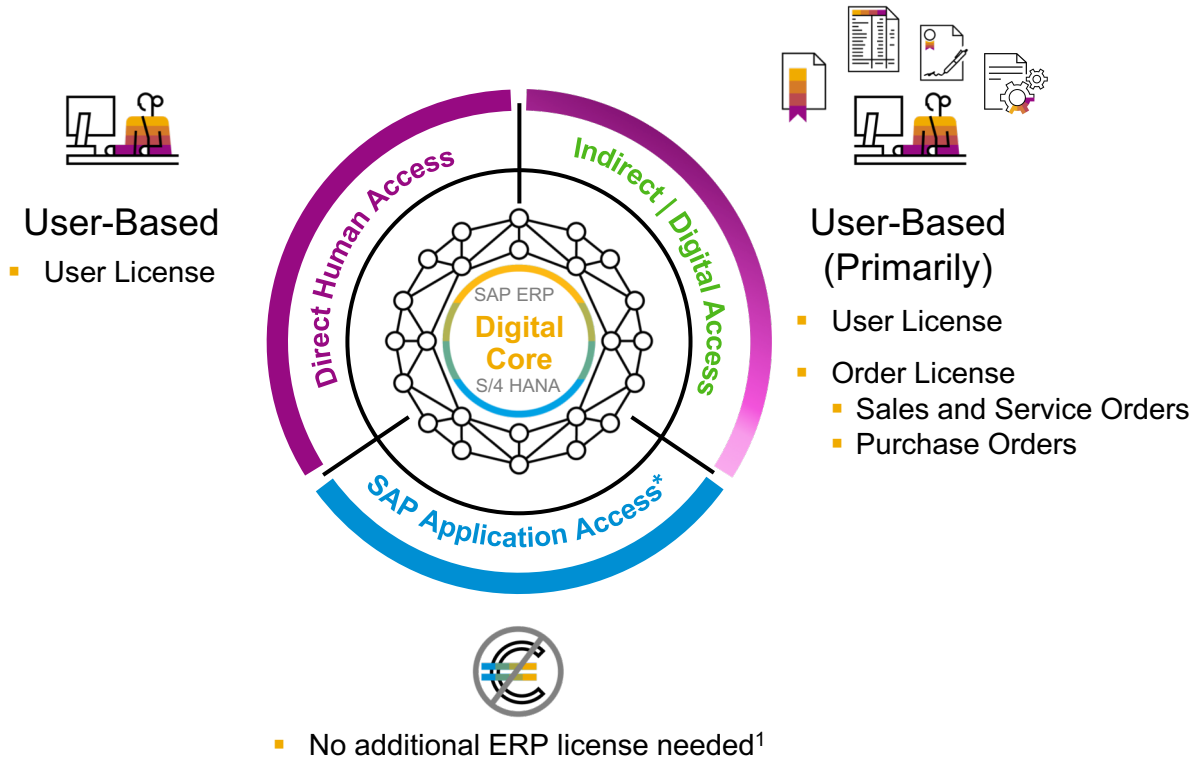 User-Based
▪ User License
Direct Human Access
Indirect | Digital Access
SAP Application Access*
SAP ERP
Digital
Core
S/4 HANA
User-Based
(Primarily)
▪ User License
▪ Order License
▪ Sales and Service Orders
▪ Purchase Orders
▪ No additional ERP license needed¹